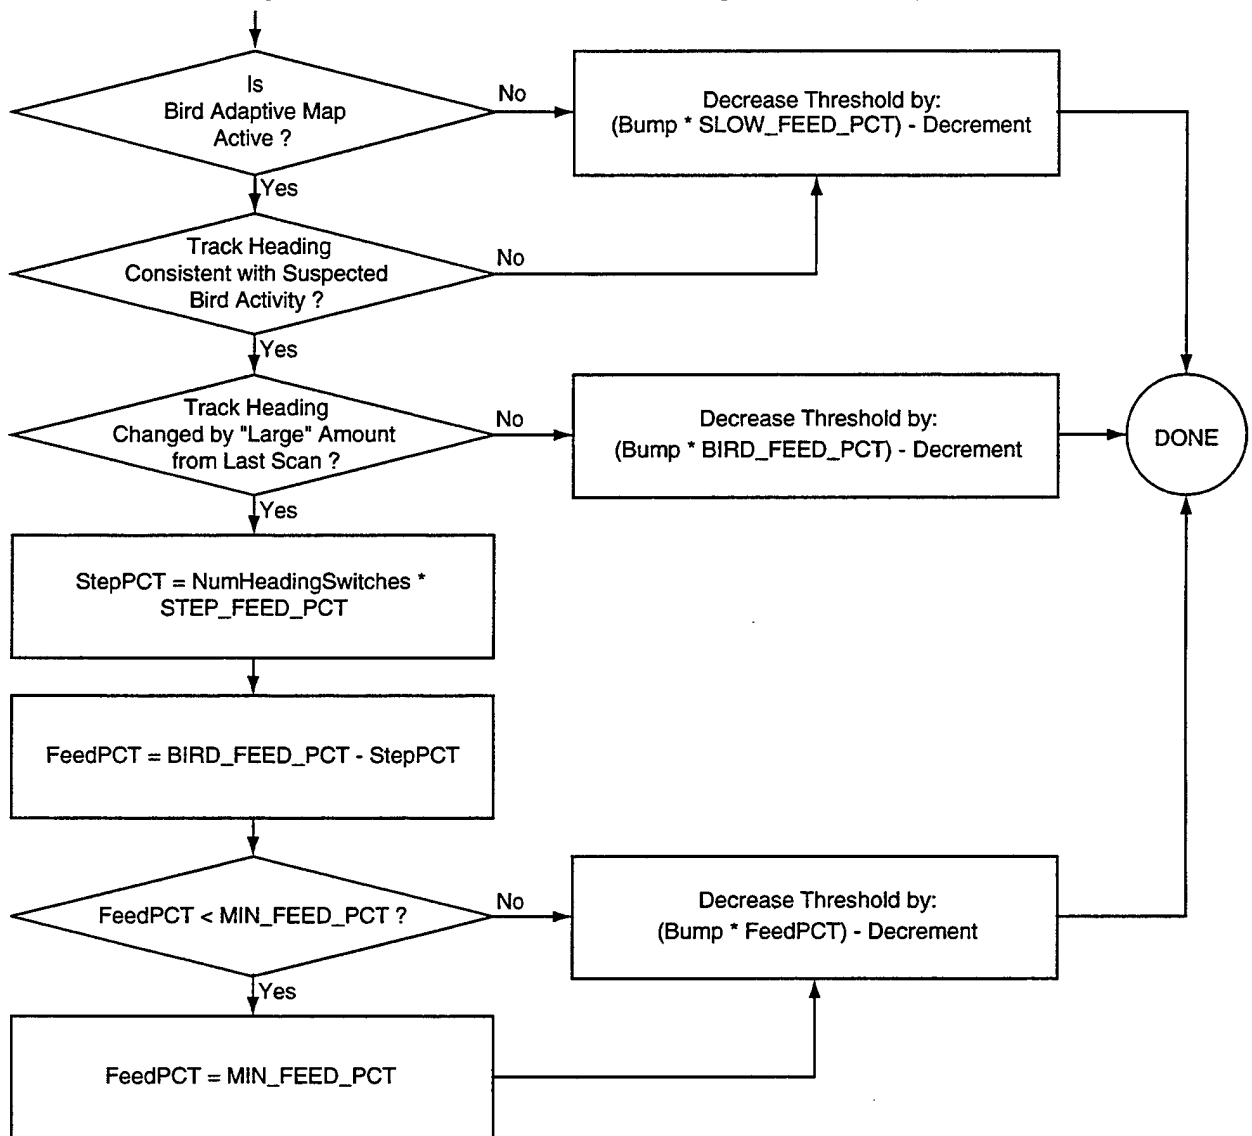 Is
Bird Adaptive Map
Active ?
No
Decrease Threshold by:
(Bump * SLOW_FEED_PCT) - Decrement
Yes
Track Heading
Consistent with Suspected
Bird Activity ?
No
Yes
Track Heading
Changed by "Large" Amount
from Last Scan ?
No
Decrease Threshold by:
(Bump * BIRD_FEED_PCT) - Decrement
DONE
Yes
StepPCT = NumHeadingSwitches *
STEP_FEED_PCT
FeedPCT = BIRD_FEED_PCT - StepPCT
FeedPCT < MIN_FEED_PCT ?
No
Decrease Threshold by:
(Bump * FeedPCT) - Decrement
Yes
FeedPCT = MIN_FEED_PCT